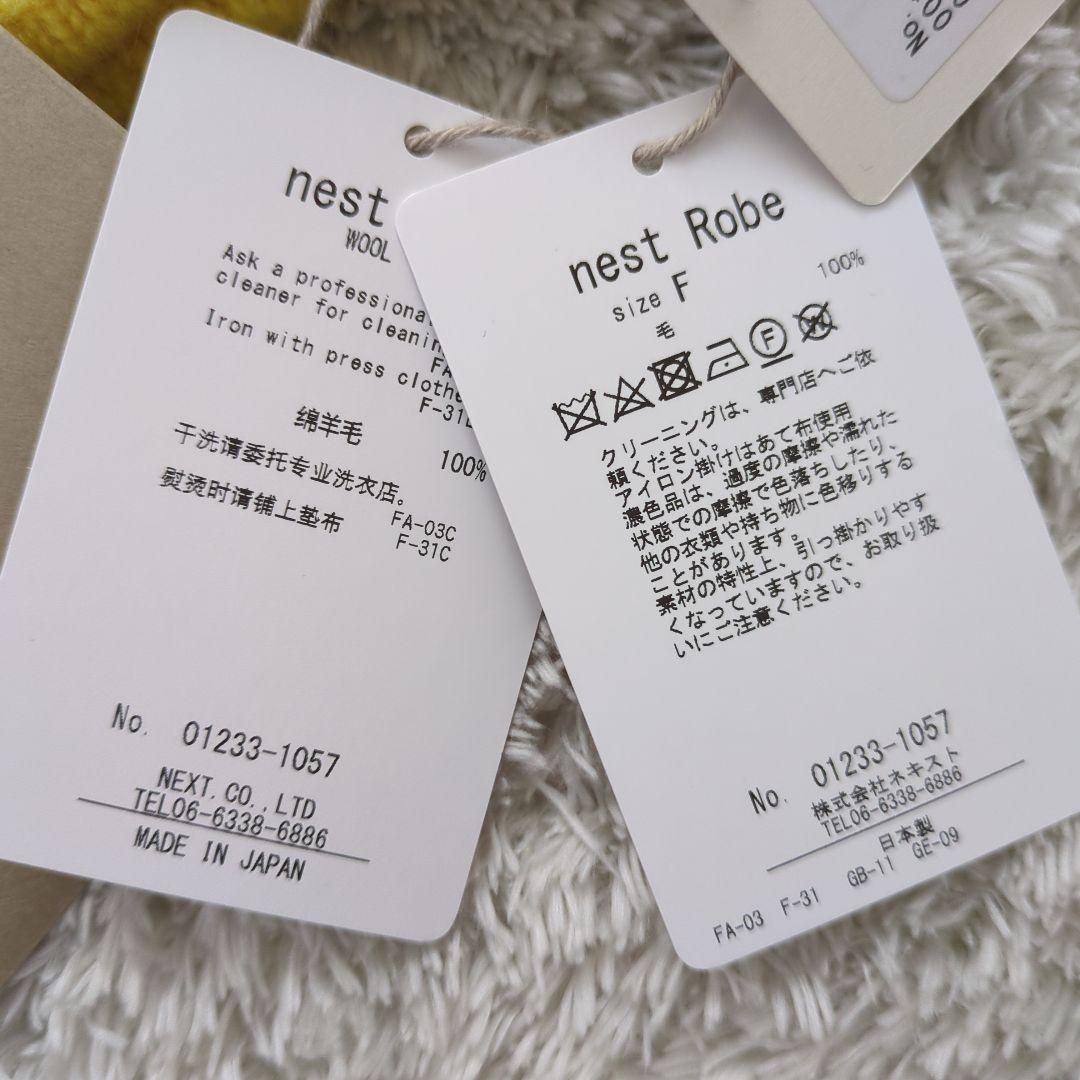 nest
WOOL
Ask a professional
cleaner for cleaning
Iron with press cloth
F-31E
绵羊毛
100%
干洗请委托专业洗衣店。
熨烫时请铺上垫布
FA-03C
F-31C
No. 01233-1057
NEXT.CO.,LTD
TEL06-6338-6886
MADE IN JAPAN
nest Robe
size F
毛 100%
F
W
クリーニングは、専門店へご依
頼ください。
アイロン掛けはあて布使用
濃色品は、過度の摩擦や濡れた
状態での摩擦で色落ちしたり、
他の衣類や持ち物に色移りする
ことがあります。
素材の特性上、引っ掛かりやす
くなっていますので、お取り扱
いにご注意ください。
No. 01233-1057
株式会社ネキスト
TEL06-6338-6886
日本製
FA-03 F-31 GB-11 GE-09
No.